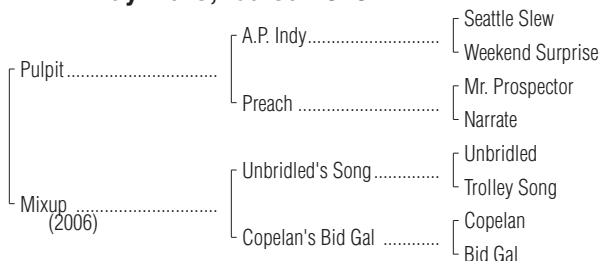 Seattle Slew
A.P. Indy
Weekend Surprise
Pulpit
Mr. Prospector
Preach
Narrate
Unbridled
Unbridled's Song
Trolley Song
Mixup
(2006)
Copelan
Copelan's Bid Gal
Bid Gal